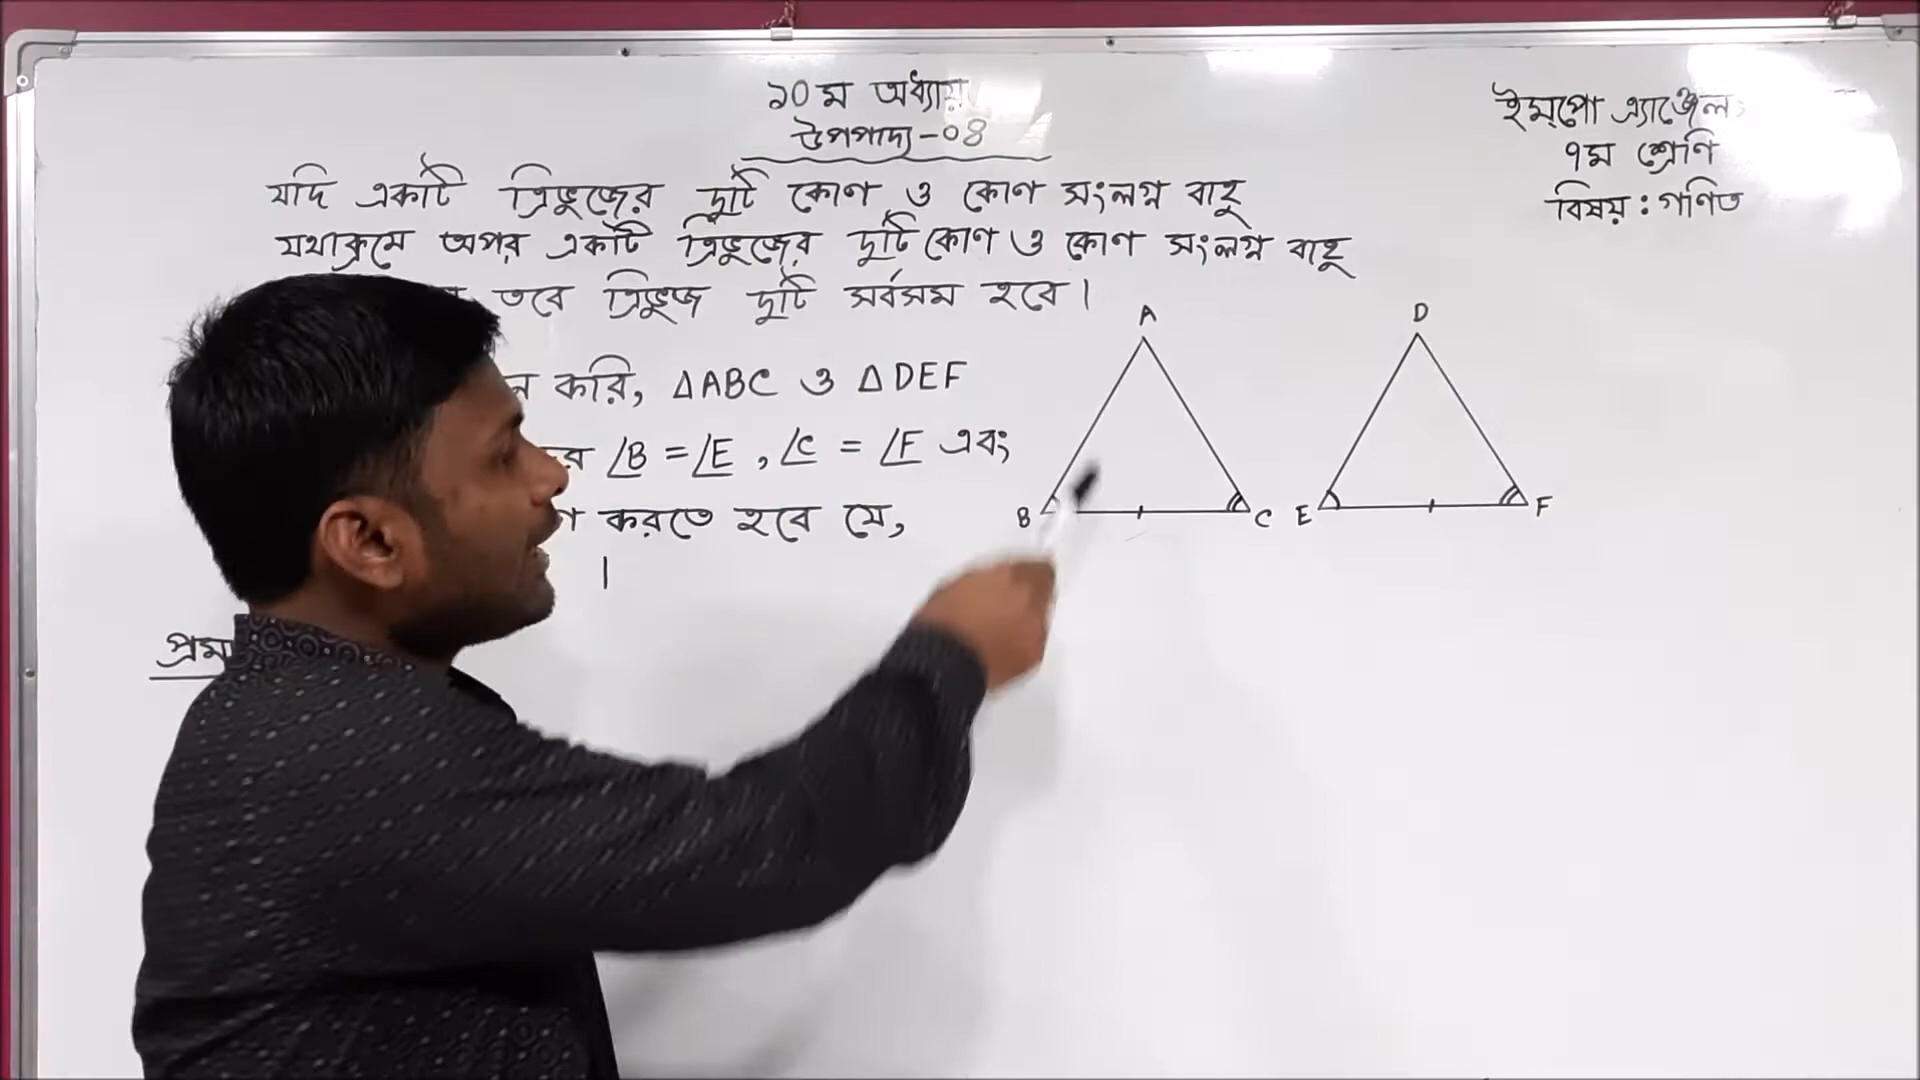 ১০ম অধ্যায়
উপপাদ্য-০৪
ইম্পো এ্যাঞ্জেল
৭ম শ্রেণি
বিষয়: গণিত
যদি একটি ত্রিভুজের দুটি কোণ ও কোণ সংলগ্ন বাহু
যথাক্রমে অপর একটি ত্রিভুজের দুটি কোণ ও কোণ সংলগ্ন বাহু
তবে ত্রিভুজ দুটি সর্বসম হবে।
করি, ΔABC ও ΔDEF
∠B = ∠E, ∠C = ∠F এবং
করতে হবে যে,
।
A
B
C
D
E
F